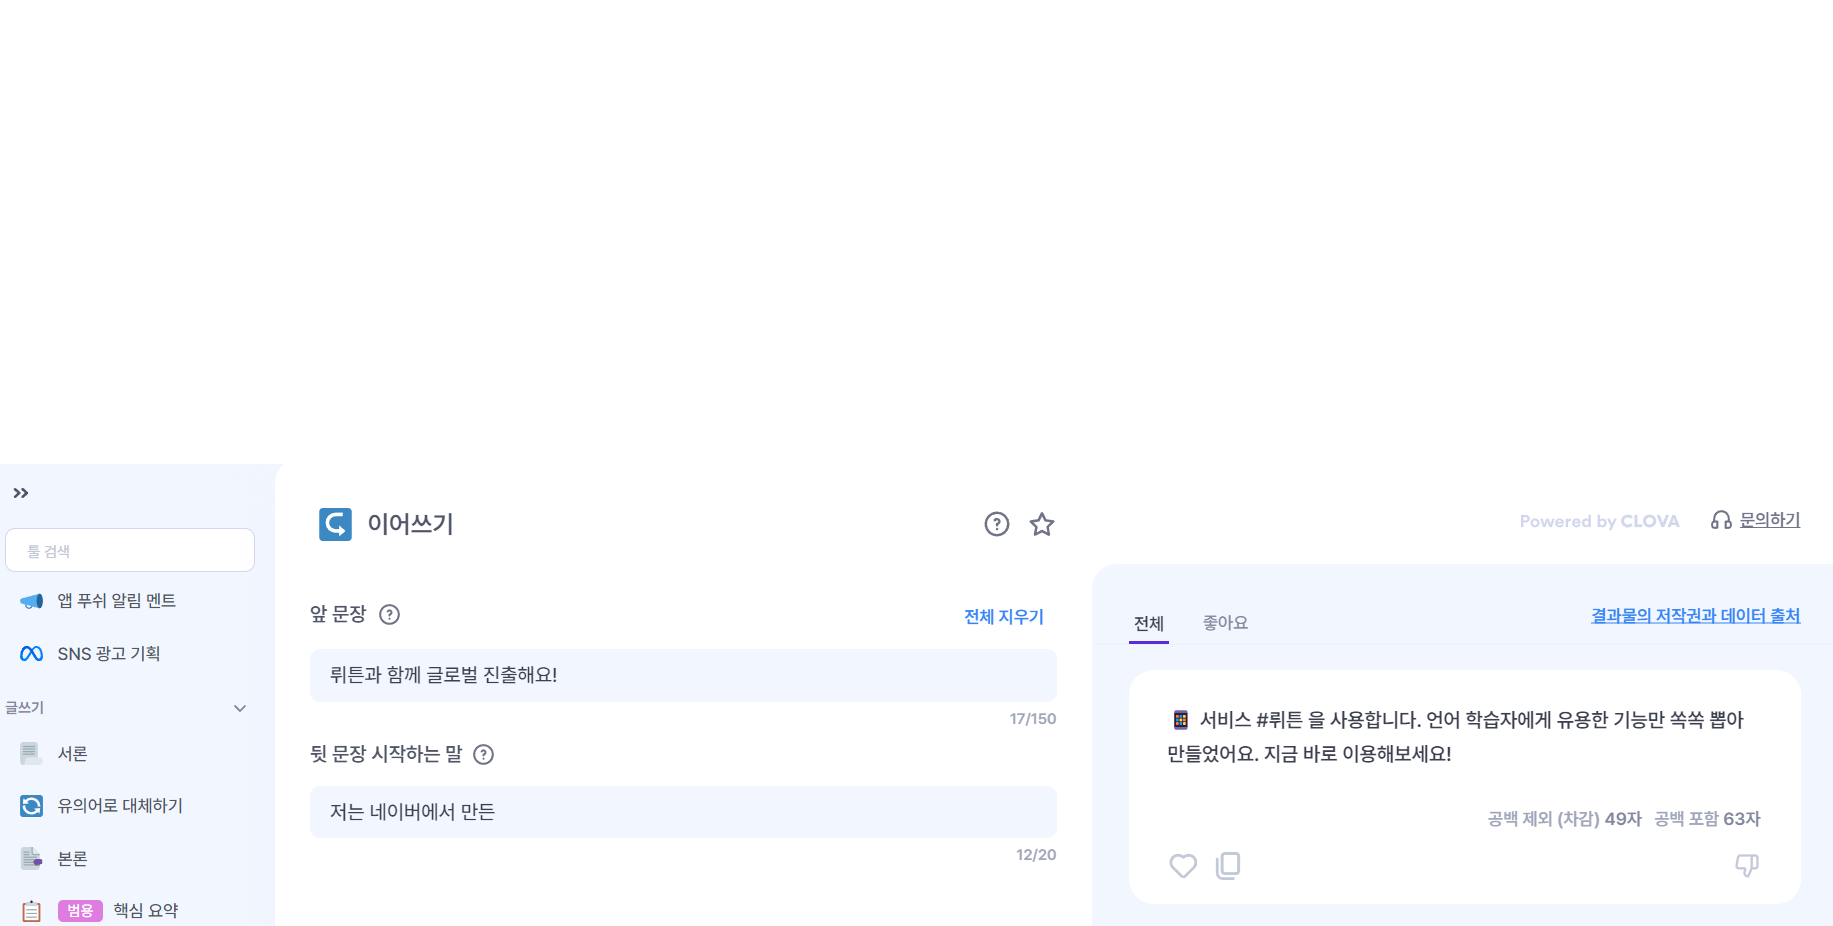 툴 검색
앱 푸쉬 알림 멘트
SNS 광고 기획
글쓰기
서론
유의어로 대체하기
본론
범용 핵심 요약
이어쓰기
앞 문장
전체 지우기
뤼튼과 함께 글로벌 진출해요!
17/150
뒷 문장 시작하는 말
저는 네이버에서 만든
12/20
Powered by CLOVA
문의하기
전체 좋아요
결과물의 저작권과 데이터 출처
서비스 #뤼튼 을 사용합니다. 언어 학습자에게 유용한 기능만 쏙쏙 뽑아
만들었어요. 지금 바로 이용해보세요!
공백 제외 (차감) 49자 공백 포함 63자